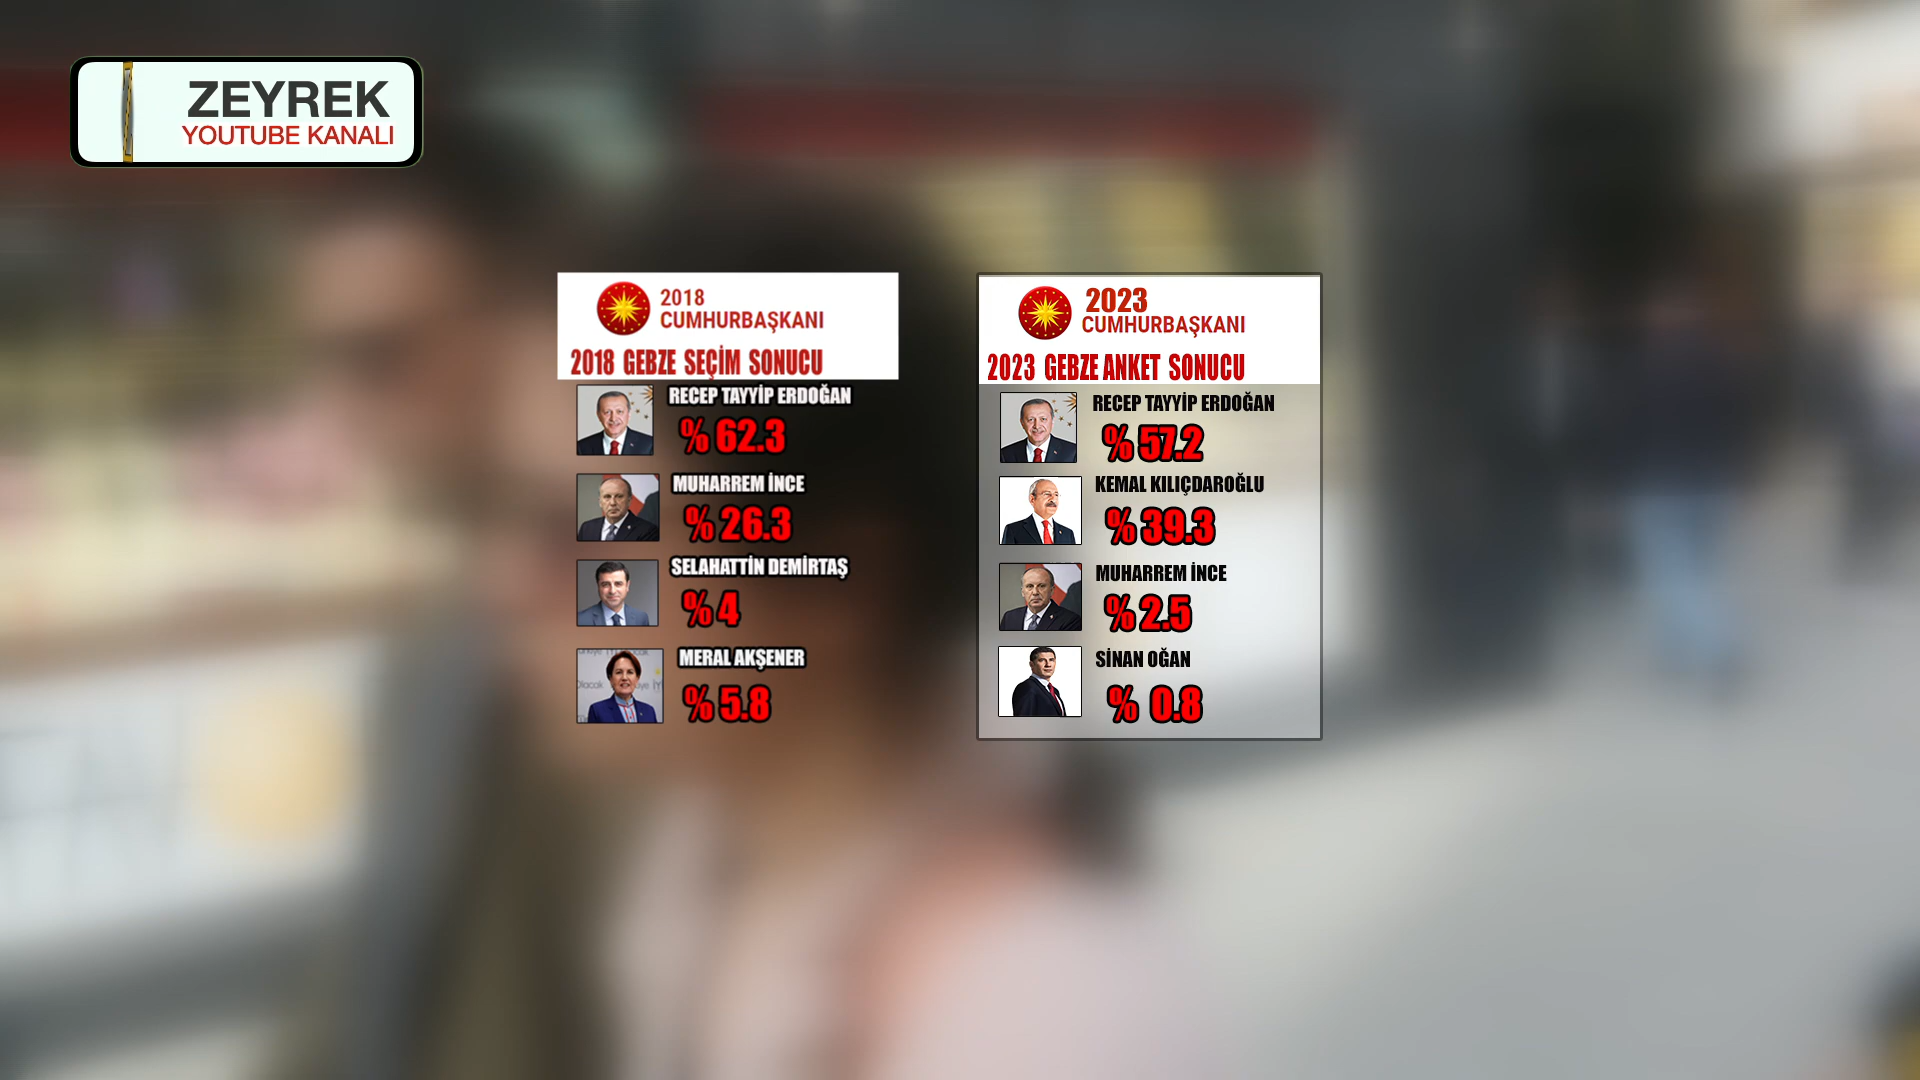 ZEYREK
YOUTUBE KANALI
2018
CUMHURBAŞKANI
2018 GEBZE SEÇİM SONUCU
RECEP TAYYİP ERDOĞAN
% 62.3
MUHARREM İNCE
% 26.3
SELAHATTİN DEMİRTAŞ
% 4
MERAL AKŞENER
% 5.8
2023
CUMHURBAŞKANI
2023 GEBZE ANKET SONUCU
RECEP TAYYİP ERDOĞAN
% 57.2
KEMAL KILIÇDAROĞLU
% 39.3
MUHARREM İNCE
% 2.5
SİNAN OĞAN
% 0.8